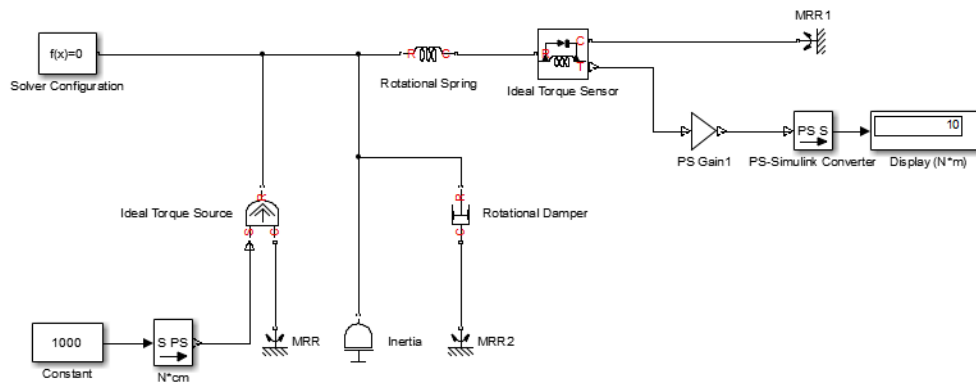 MRR1
f(x)=0
R
C
R
C
T
Solver Configuration
Rotational Spring
Ideal Torque Sensor
10
PS S
PS Gain1
PS-Simulink Converter
Display (N*m)
R
Ideal Torque Source
S
C
R
Rotational Damper
C
1000
S PS
MRR
Inertia
MRR2
Constant
N*cm